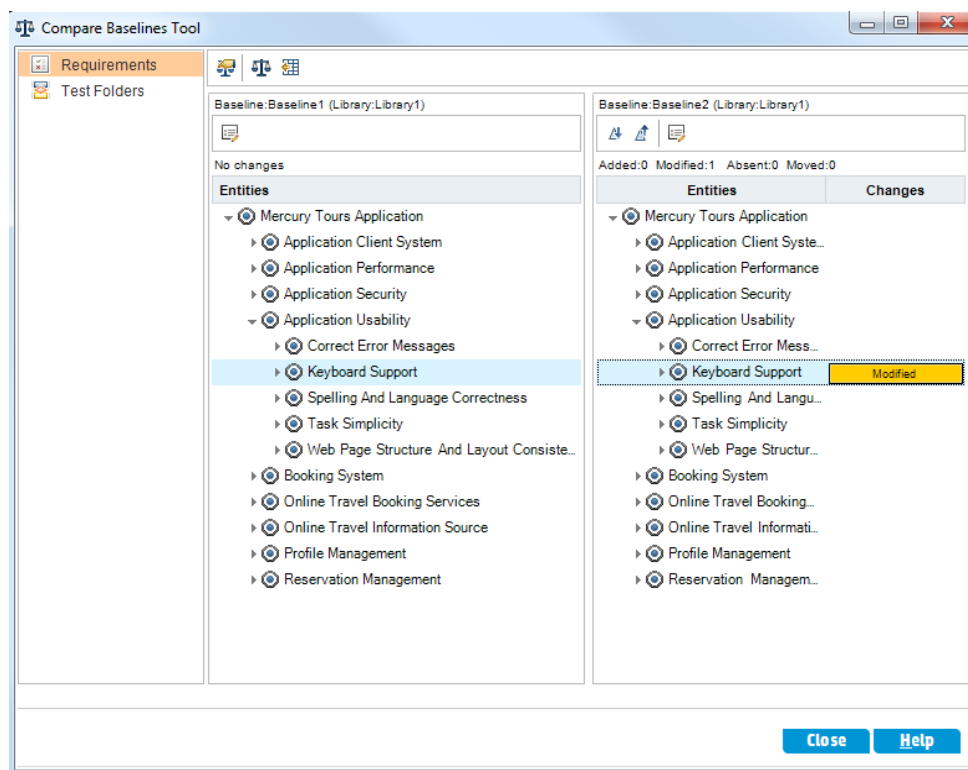 Compare Baselines Tool
Requirements
Test Folders
Baseline:Baseline1 (Library:Library1)
No changes
Entities
Mercury Tours Application
Application Client System
Application Performance
Application Security
Application Usability
Correct Error Messages
Keyboard Support
Spelling And Language Correctness
Task Simplicity
Web Page Structure And Layout Consiste...
Booking System
Online Travel Booking Services
Online Travel Information Source
Profile Management
Reservation Management
Baseline:Baseline2 (Library:Library1)
Added:0 Modified:1 Absent:0 Moved:0
Entities Changes
Mercury Tours Application
Application Client Syste...
Application Performance
Application Security
Application Usability
Correct Error Mess...
Keyboard Support Modified
Spelling And Langu...
Task Simplicity
Web Page Structur...
Booking System
Online Travel Booking...
Online Travel Informati...
Profile Management
Reservation Managem...
Close Help